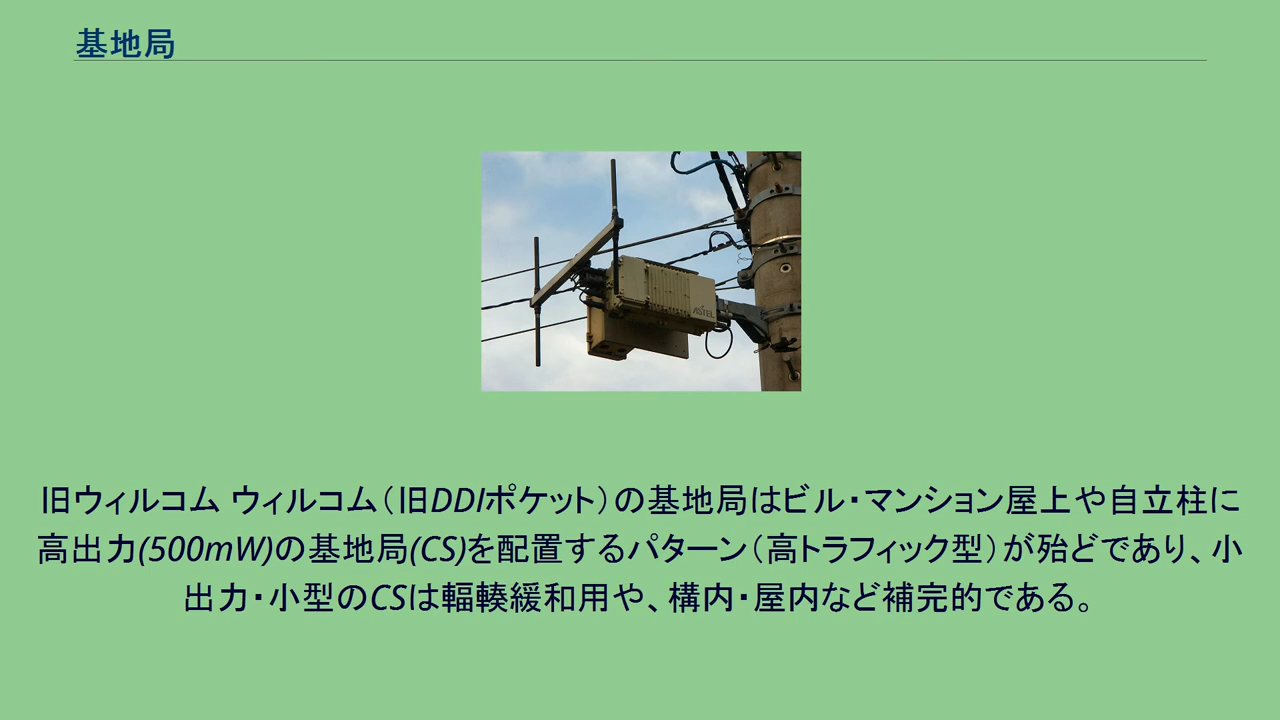 基地局
ASTEL
旧ウィルコム ウィルコム（旧DDIポケット）の基地局はビル・マンション屋上や自立柱に
高出力(500mW)の基地局(CS)を配置するパターン（高トラフィック型）が殆どであり、小
出力・小型のCSは輻輳緩和用や、構内・屋内など補完的である。